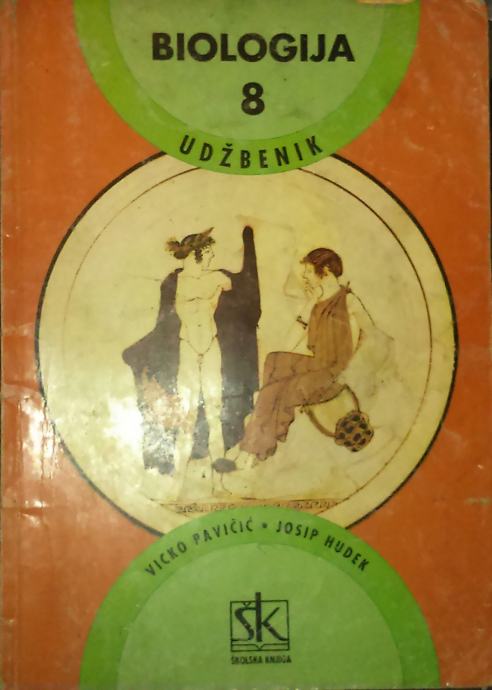 BIOLOGIJA
8
UDŽBENIK
VICKO PAVIČIĆ • JOSIP HUDEK
ŠK
ŠKOLSKA KNJIGA